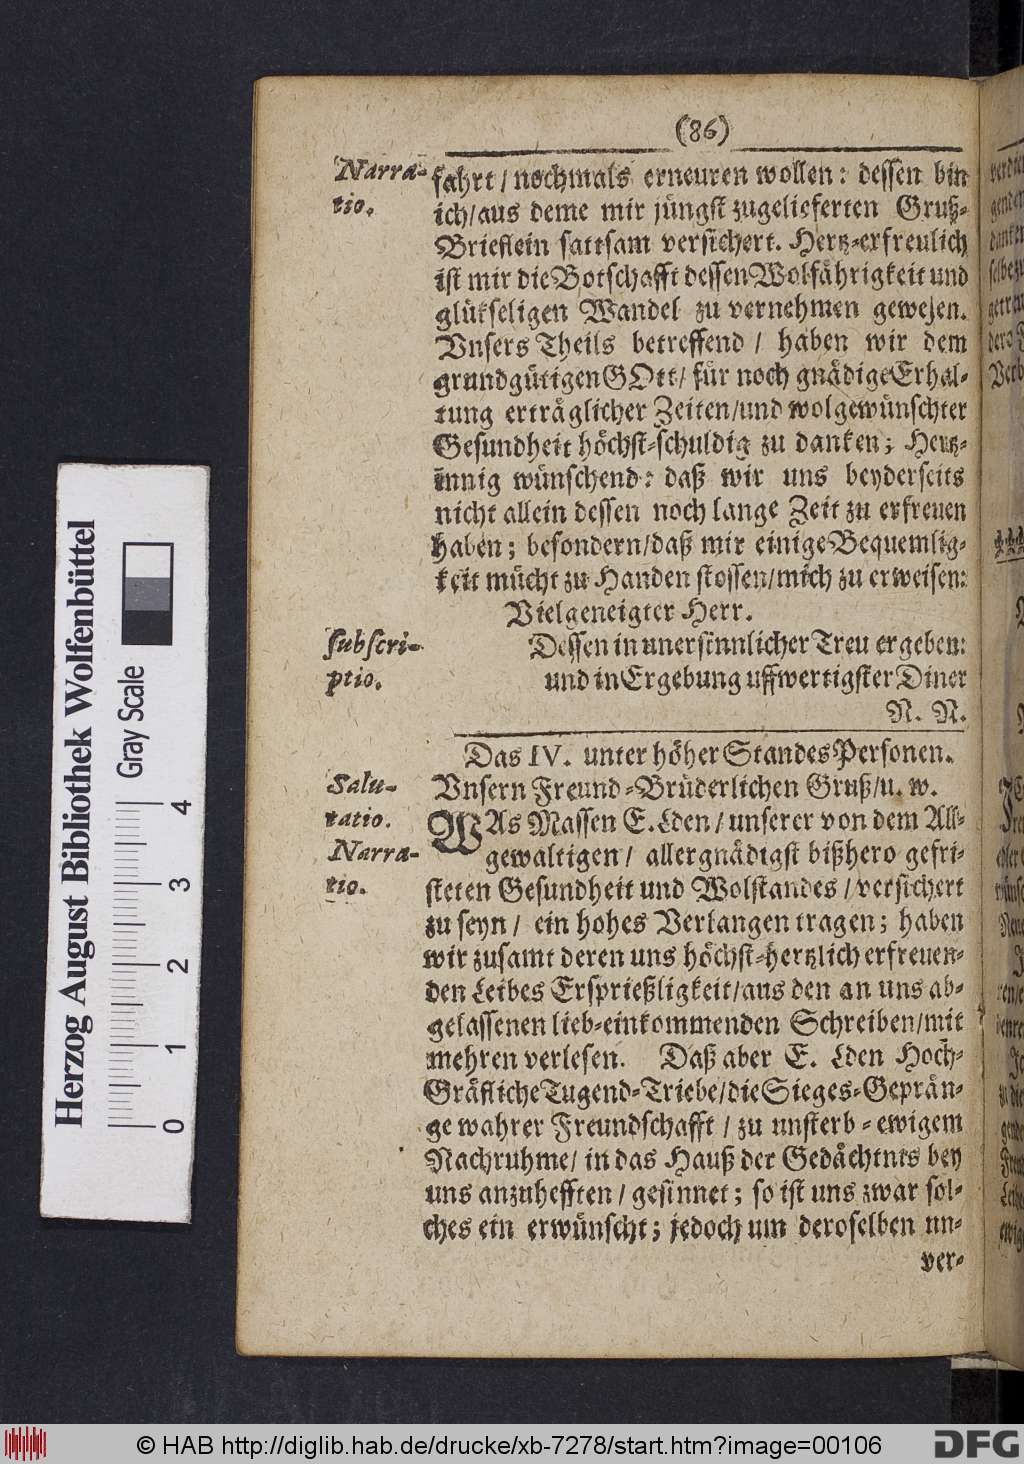 (86)
Narra-
tio.
fahrt / nochmals erneuren wollen: dessen bin
ich/aus deme mir jüngst zugelieferten Gruß-
Brieflein sattsam versichert. Hertz-erfreulich
ist mir die Botschafft dessen Wolfährigkeit und
glükseligen Wandel zu vernehmen gewesen.
Vnsers Theils betreffend / haben wir dem
grundgütigen GOtt/ für noch gnädige Erhal-
tung erträglicher Zeiten/und wolgewünschter
Gesundheit höchst-schuldig zu danken; Hertz-
innig wünschend: daß wir uns beyderseits
nicht allein dessen noch lange Zeit zu erfreuen
haben; besondern/daß mir einige Bequemlig-
keit mücht zu Handen stossen/mich zu erweisen:
Vielgeneigter Herr.
Subscri-
ptio.
Dessen in unersinnlicher Treu ergeben:
und in Ergebung uffwertigster Diner
N. N.
Das IV. unter höher Standes Personen.
Salu-
tatio.
Vnsern Freund-Brüderlichen Gruß/u. w.
Narra-
tio.
WAs Massen E. Lden / unserer von dem All-
gewaltigen / allergnädigst bißhero gefri-
steten Gesundheit und Wolstandes / versichert
zu seyn / ein hohes Verlangen tragen; haben
wir zusamt deren uns höchst-hertzlich erfreuen-
den Leibes Ersprießligkeit/aus den an uns ab-
gelassenen lieb-einkommenden Schreiben/mit
mehren verlesen. Daß aber E. Lden Hoch-
Gräfliche Tugend-Triebe/die Sieges-Geprän-
ge wahrer Freundschafft / zu unsterb-ewigem
Nachruhme/ in das Hauß der Gedächtnis bey
uns anzuhefften / gesinnet; so ist uns zwar sol-
ches ein erwünscht; jedoch um deroselben un-
ver-
Herzog August Bibliothek Wolfenbüttel
Gray Scale
0 1 2 3 4
© HAB http://diglib.hab.de/drucke/xb-7278/start.htm?image=00106
DFG